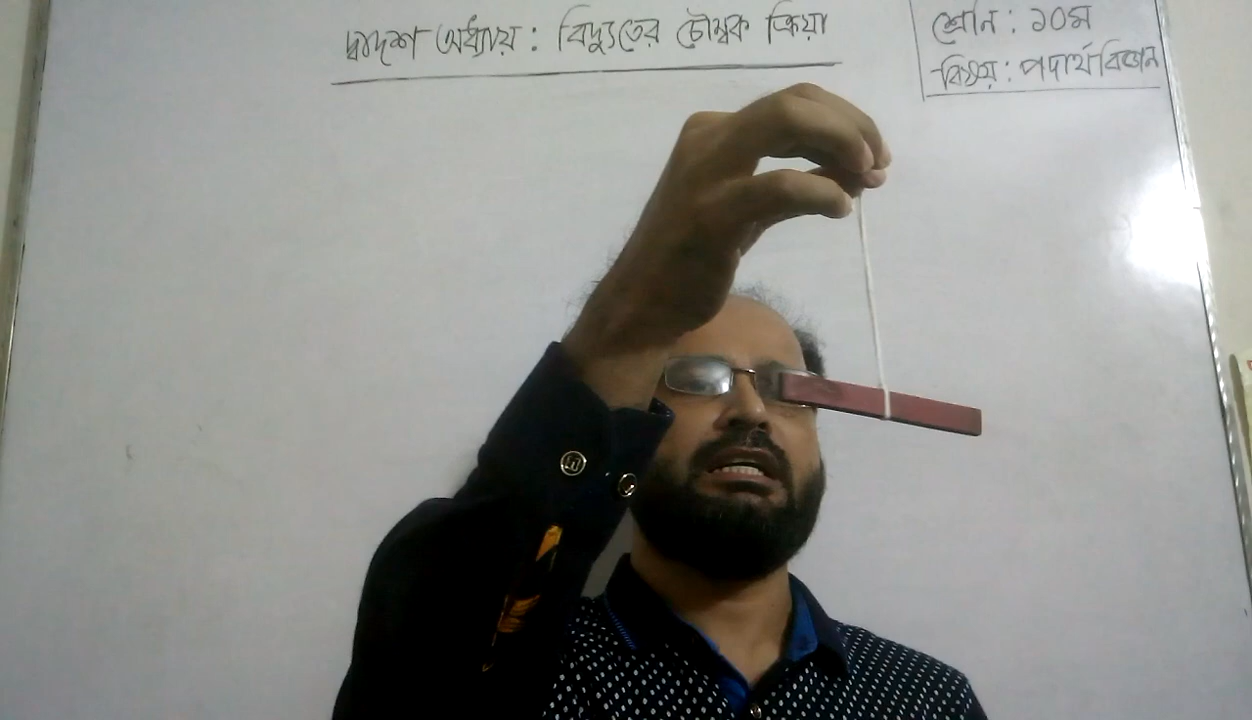 দ্বাদশ অধ্যায় : বিদ্যুতের চৌম্বক ক্রিয়া
শ্রেনি : ১০ম
বিষয় : পদার্থবিজ্ঞান